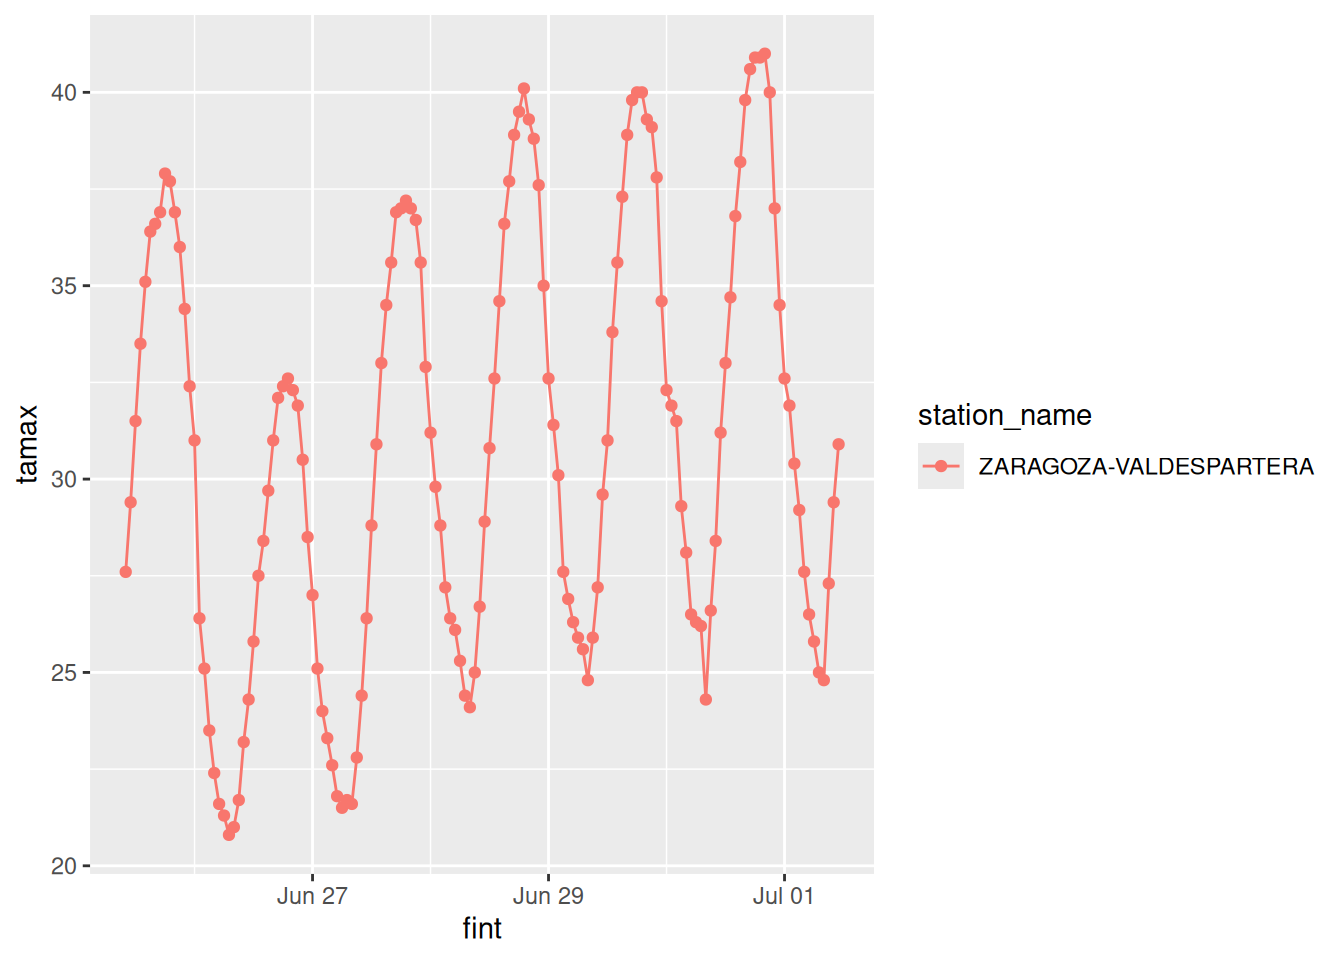 tamax
40
35
30
25
20
Jun 27
Jun 29
Jul 01
fint
station_name
ZARAGOZA-VALDESPARTERA